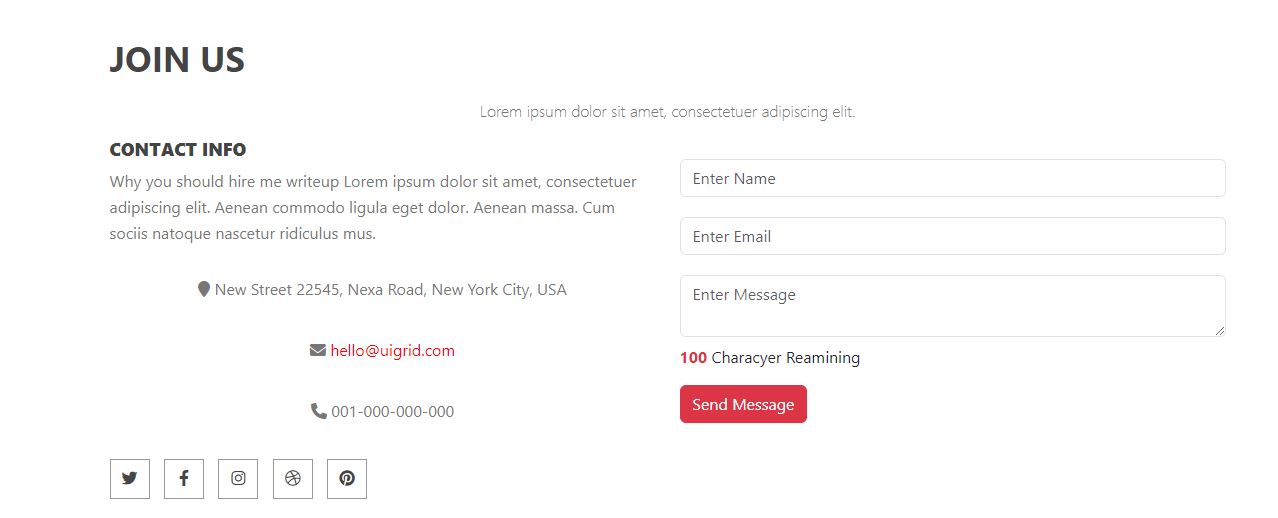 JOIN US
Lorem ipsum dolor sit amet, consectetuer adipiscing elit.
CONTACT INFO
Why you should hire me writeup Lorem ipsum dolor sit amet, consectetuer
adipiscing elit. Aenean commodo ligula eget dolor. Aenean massa. Cum
sociis natoque nascetur ridiculus mus.
New Street 22545, Nexa Road, New York City, USA
hello@uigrid.com
001-000-000-000
Enter Name
Enter Email
Enter Message
100 Characyer Reamining
Send Message